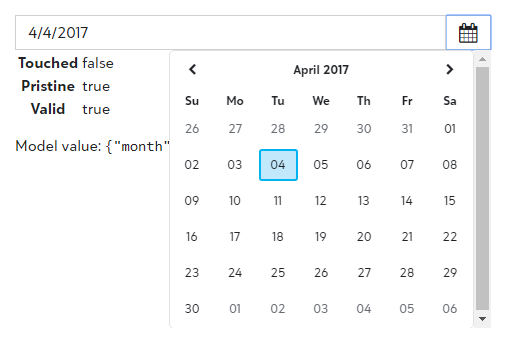 4/4/2017
Touched false
Pristine true
Valid true
Model value: {"month"
April 2017
Su Mo Tu We Th Fr Sa
26 27 28 29 30 31 01
02 03 04 05 06 07 08
09 10 11 12 13 14 15
16 17 18 19 20 21 22
23 24 25 26 27 28 29
30 01 02 03 04 05 06